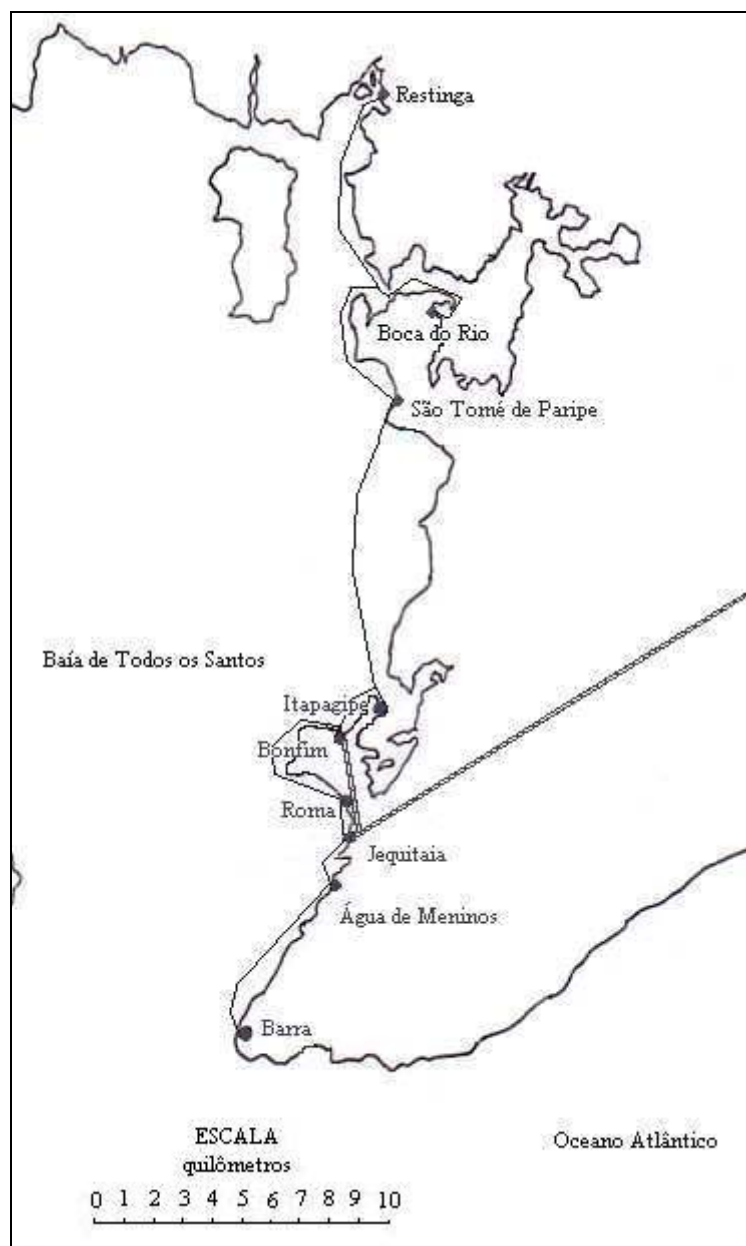 Restinga
Boca do Rio
São Tomé de Paripe
Baía de Todos os Santos
Itapagipe
Bonfim
Roma
Jequitaia
Água de Meninos
Barra
ESCALA
quilômetros
Oceano Atlântico
0 1 2 3 4 5 6 7 8 9 10